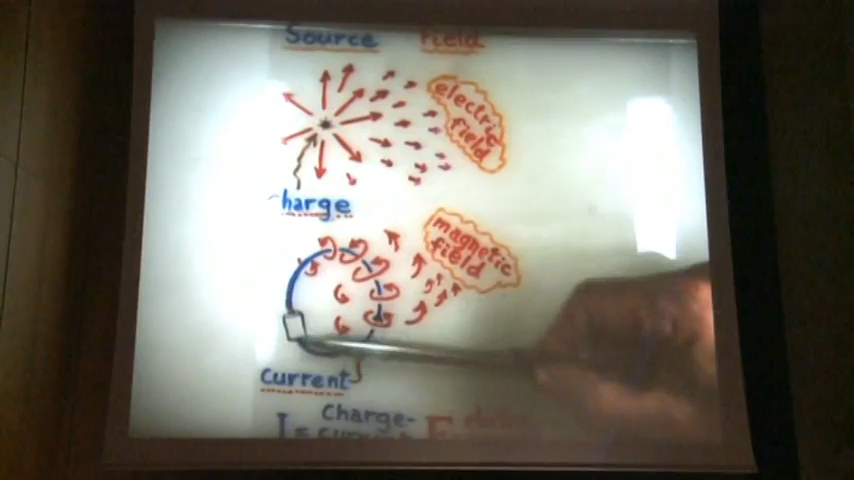 Source Field
electric
field
harge
magnetic
field
current
Charge-